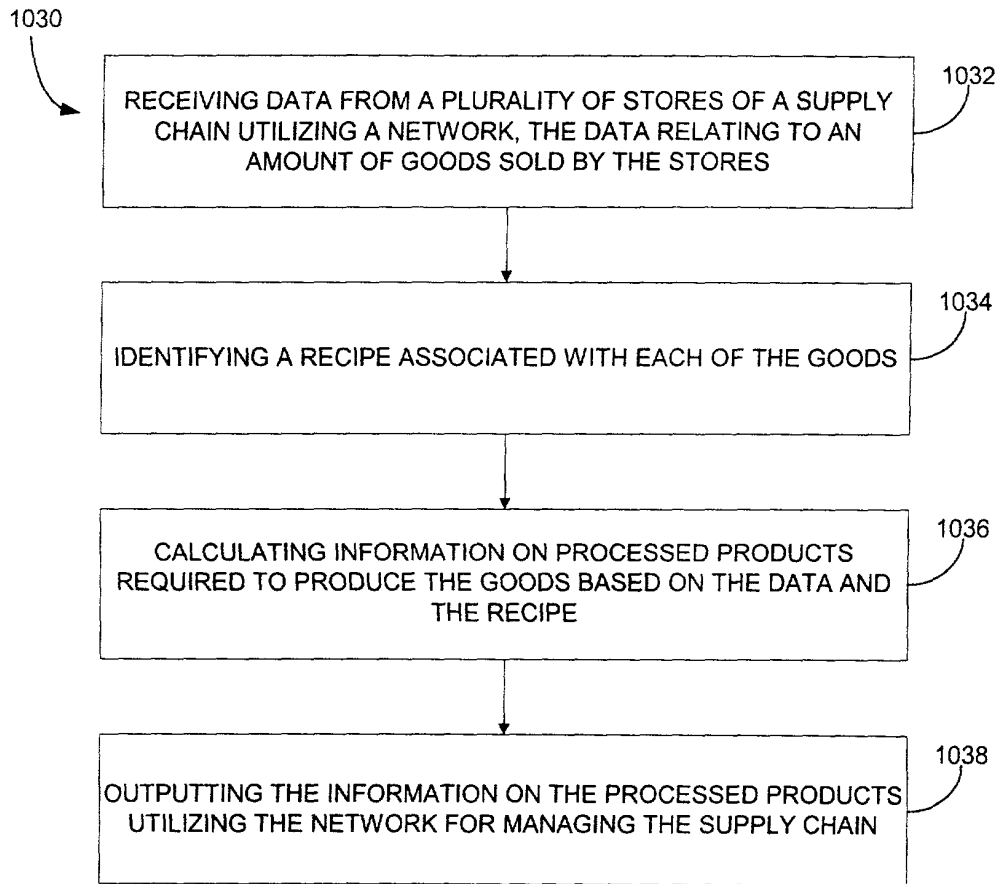 1030
1032
RECEIVING DATA FROM A PLURALITY OF STORES OF A SUPPLY
CHAIN UTILIZING A NETWORK, THE DATA RELATING TO AN
AMOUNT OF GOODS SOLD BY THE STORES
1034
IDENTIFYING A RECIPE ASSOCIATED WITH EACH OF THE GOODS
1036
CALCULATING INFORMATION ON PROCESSED PRODUCTS
REQUIRED TO PRODUCE THE GOODS BASED ON THE DATA AND
THE RECIPE
1038
OUTPUTTING THE INFORMATION ON THE PROCESSED PRODUCTS
UTILIZING THE NETWORK FOR MANAGING THE SUPPLY CHAIN